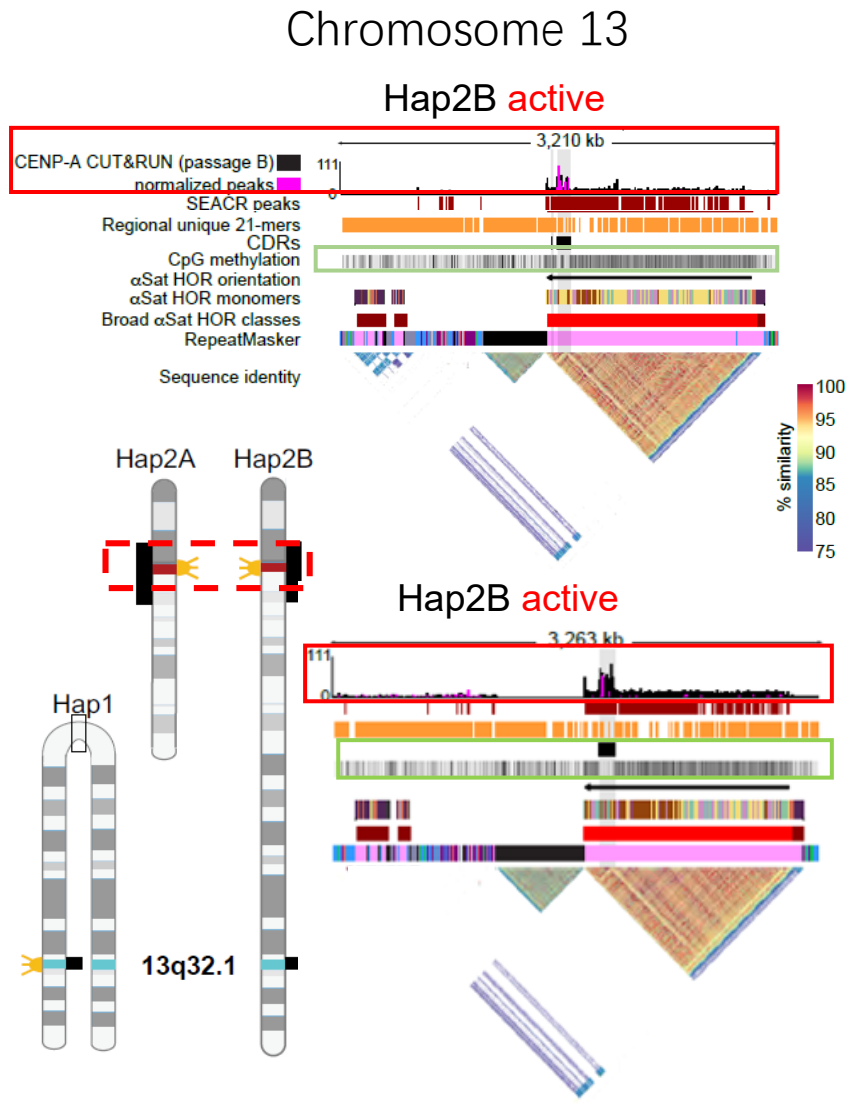 Chromosome 13
Hap2B active
3,210 kb
CENP-A CUT&RUN (passage B)
111
normalized peaks
0
SEACR peaks
Regional unique 21-mers
CDRs
CpG methylation
αSat HOR orientation
αSat HOR monomers
Broad αSat HOR classes
RepeatMasker
Sequence identity
100
95
90
85
80
75
% similarity
Hap2A
Hap2B
Hap2B active
3,263 kb
111
0
Hap1
13q32.1